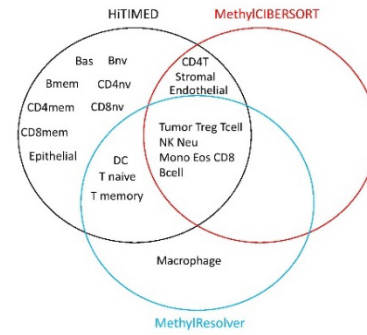 HiTIMED
MethylCIBERSORT
Bas Bnv
Bmem CD4nv
CD4mem CD8nv
CD8mem
Epithelial
CD4T
Stromal
Endothelial
Tumor Treg Tcell
NK Neu
Mono Eos CD8
Bcell
DC
T naive
T memory
Macrophage
MethylResolver